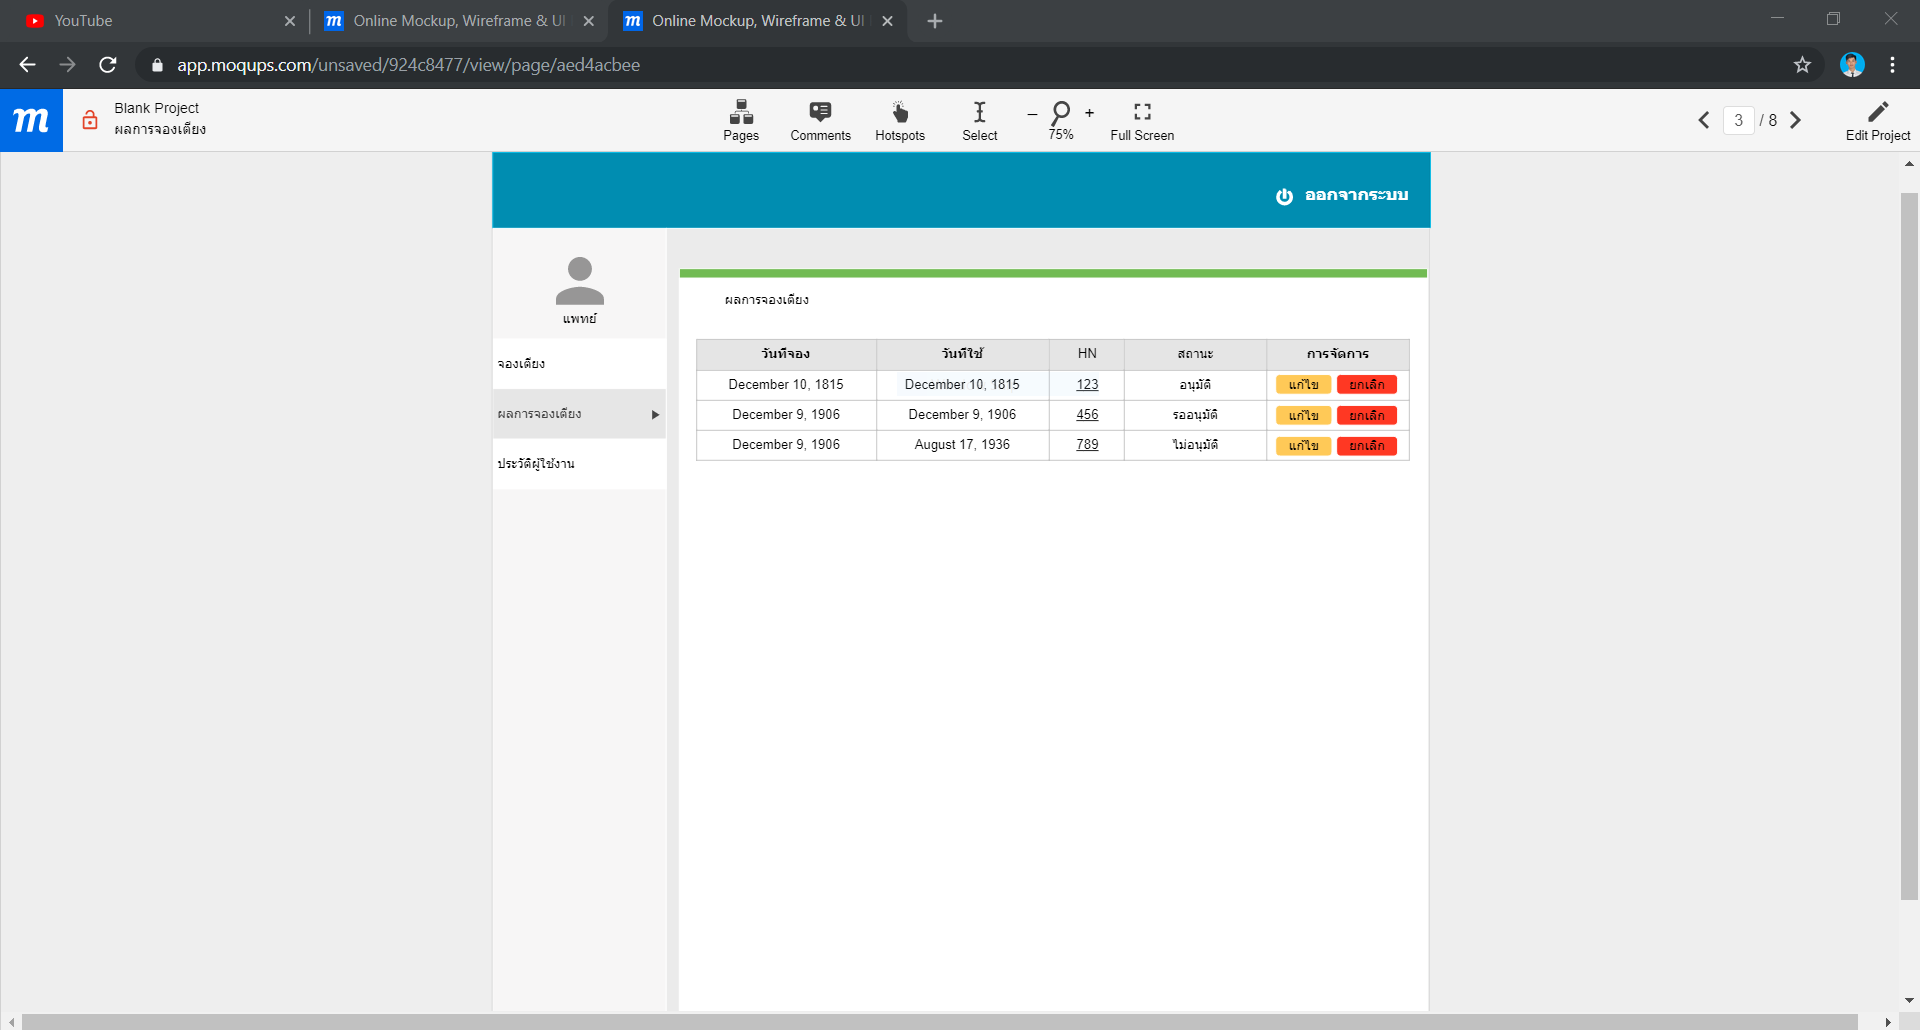 YouTube
Online Mockup, Wireframe & UI
Online Mockup, Wireframe & UI
app.moqups.com/unsaved/924c8477/view/page/aed4acbee
m
Blank Project
ผลการจองเตียง
Pages
Comments
Hotspots
Select
75%
Full Screen
3 / 8
Edit Project
ออกจากระบบ
แพทย์
จองเตียง
ผลการจองเตียง
ประวัติผู้ใช้งาน
ผลการจองเตียง
วันที่จอง วันที่ใช้ HN สถานะ การจัดการ
December 10, 1815 December 10, 1815 123 อนุมัติ แก้ไข ยกเลิก
December 9, 1906 December 9, 1906 456 รออนุมัติ แก้ไข ยกเลิก
December 9, 1906 August 17, 1936 789 ไม่อนุมัติ แก้ไข ยกเลิก